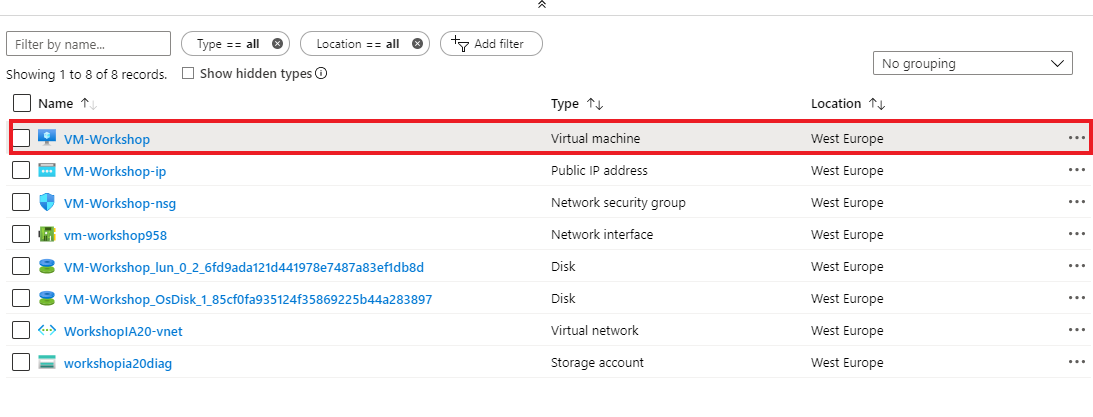 Filter by name...
Type == all
Location == all
Add filter
No grouping
Showing 1 to 8 of 8 records.
Show hidden types
Name Type Location
VM-Workshop Virtual machine West Europe
VM-Workshop-ip Public IP address West Europe
VM-Workshop-nsg Network security group West Europe
vm-workshop958 Network interface West Europe
VM-Workshop_lun_0_2_6fd9ada121d441978e7487a83ef1db8d Disk West Europe
VM-Workshop_OsDisk_1_85cf0fa935124f35869225b44a283897 Disk West Europe
WorkshopIA20-vnet Virtual network West Europe
workshopia20diag Storage account West Europe